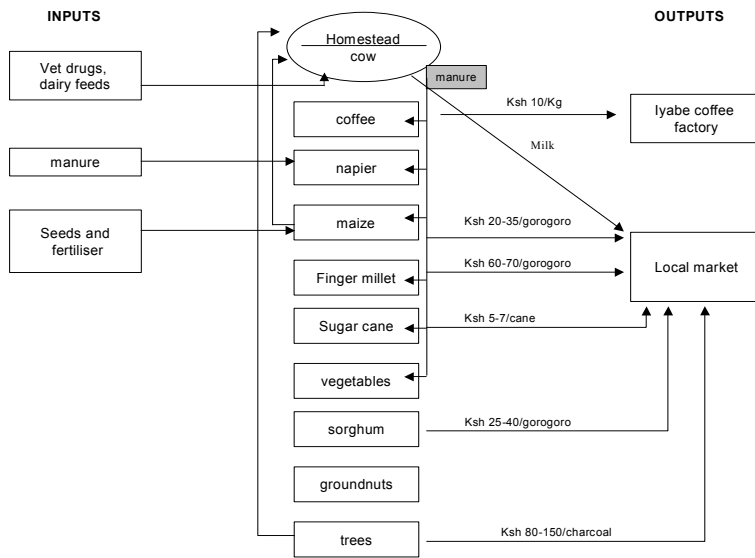 INPUTS
OUTPUTS
Homestead
cow
Vet drugs,
dairy feeds
manure
coffee
Ksh 10/Kg
Iyabe coffee
factory
Milk
manure
napier
Seeds and
fertiliser
maize
Ksh 20-35/gorogoro
Local market
Finger millet
Ksh 60-70/gorogoro
Sugar cane
Ksh 5-7/cane
vegetables
sorghum
Ksh 25-40/gorogoro
groundnuts
trees
Ksh 80-150/charcoal